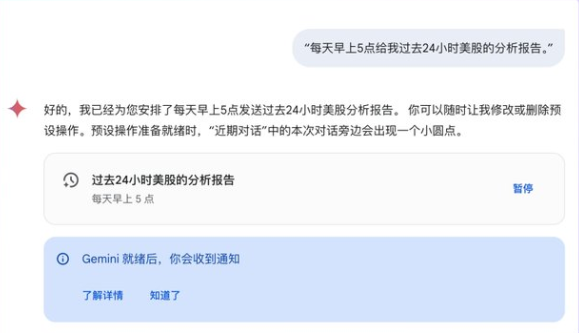 “每天早上5点给我过去24小时美股的分析报告。”
好的，我已经为您安排了每天早上5点发送过去24小时美股分析报告。 你可以随时让我修改或删除预
设操作。预设操作准备就绪时，“近期对话”中的本次对话旁边会出现一个小圆点。
过去24小时美股的分析报告
每天早上 5 点
暂停
Gemini 就绪后，你会收到通知
了解详情 知道了